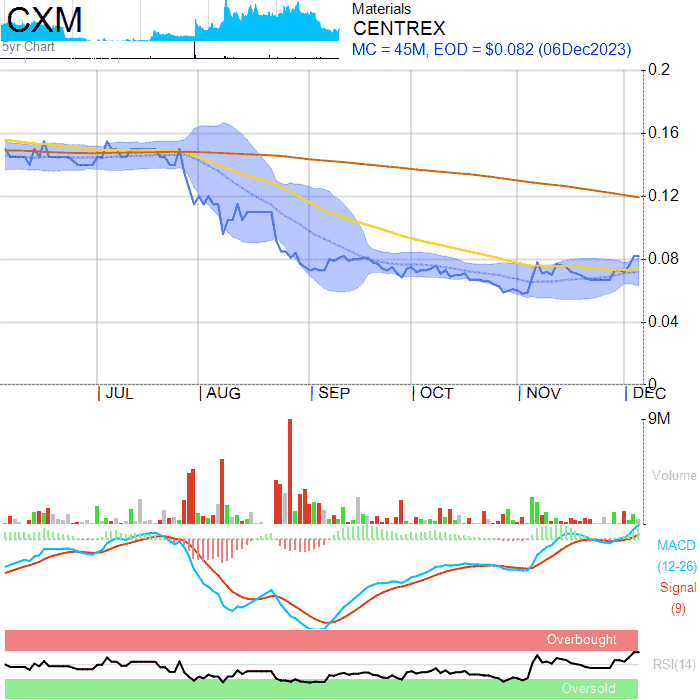 CXM
5yr Chart
Materials
CENTREX
MC = 45M, EOD = $0.082 (06Dec2023)
0.2
0.16
0.12
0.08
0.04
0
JUL
AUG
SEP
OCT
NOV
DEC
9M
Volume
MACD
(12-26)
Signal
(9)
Overbought
RSI(14)
Oversold